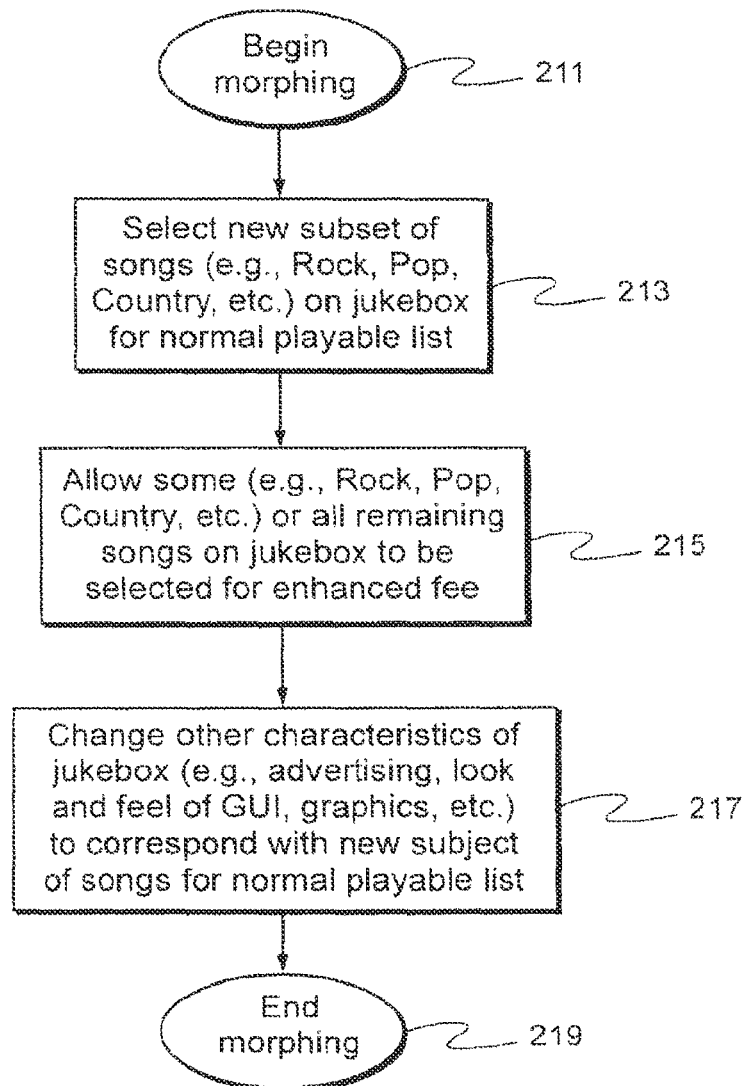 Begin
morphing
211
Select new subset of
songs (e.g., Rock, Pop,
Country, etc.) on jukebox
for normal playable list
213
Allow some (e.g., Rock, Pop,
Country, etc.) or all remaining
songs on jukebox to be
selected for enhanced fee
215
Change other characteristics of
jukebox (e.g., advertising, look
and feel of GUI, graphics, etc.)
to correspond with new subject
of songs for normal playable list
217
End
morphing
219